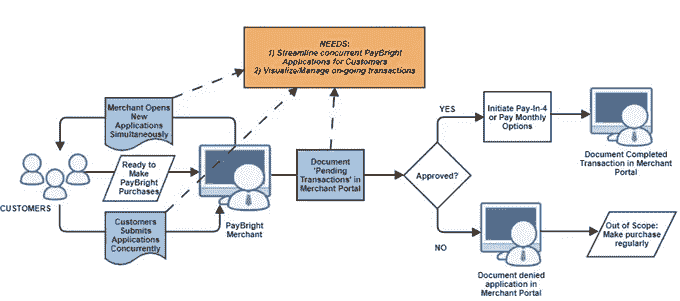 NEEDS:
1) Streamline concurrent PayBright
Applications for Customers
2) Visualize/Manage on-going transactions
Merchant Opens
New
Applications
Simultaneously
Ready to
Make
PayBright
Purchases
CUSTOMERS
Customers
Submits
Applications
Concurrently
PayBright
Merchant
Document
'Pending
Transactions' in
Merchant Portal
Approved?
YES
Initiate Pay-In-4
or Pay Monthly
Options
Document Completed
Transaction in Merchant
Portal
NO
Document denied
application in
Merchant Portal
Out of Scope:
Make purchase
regularly